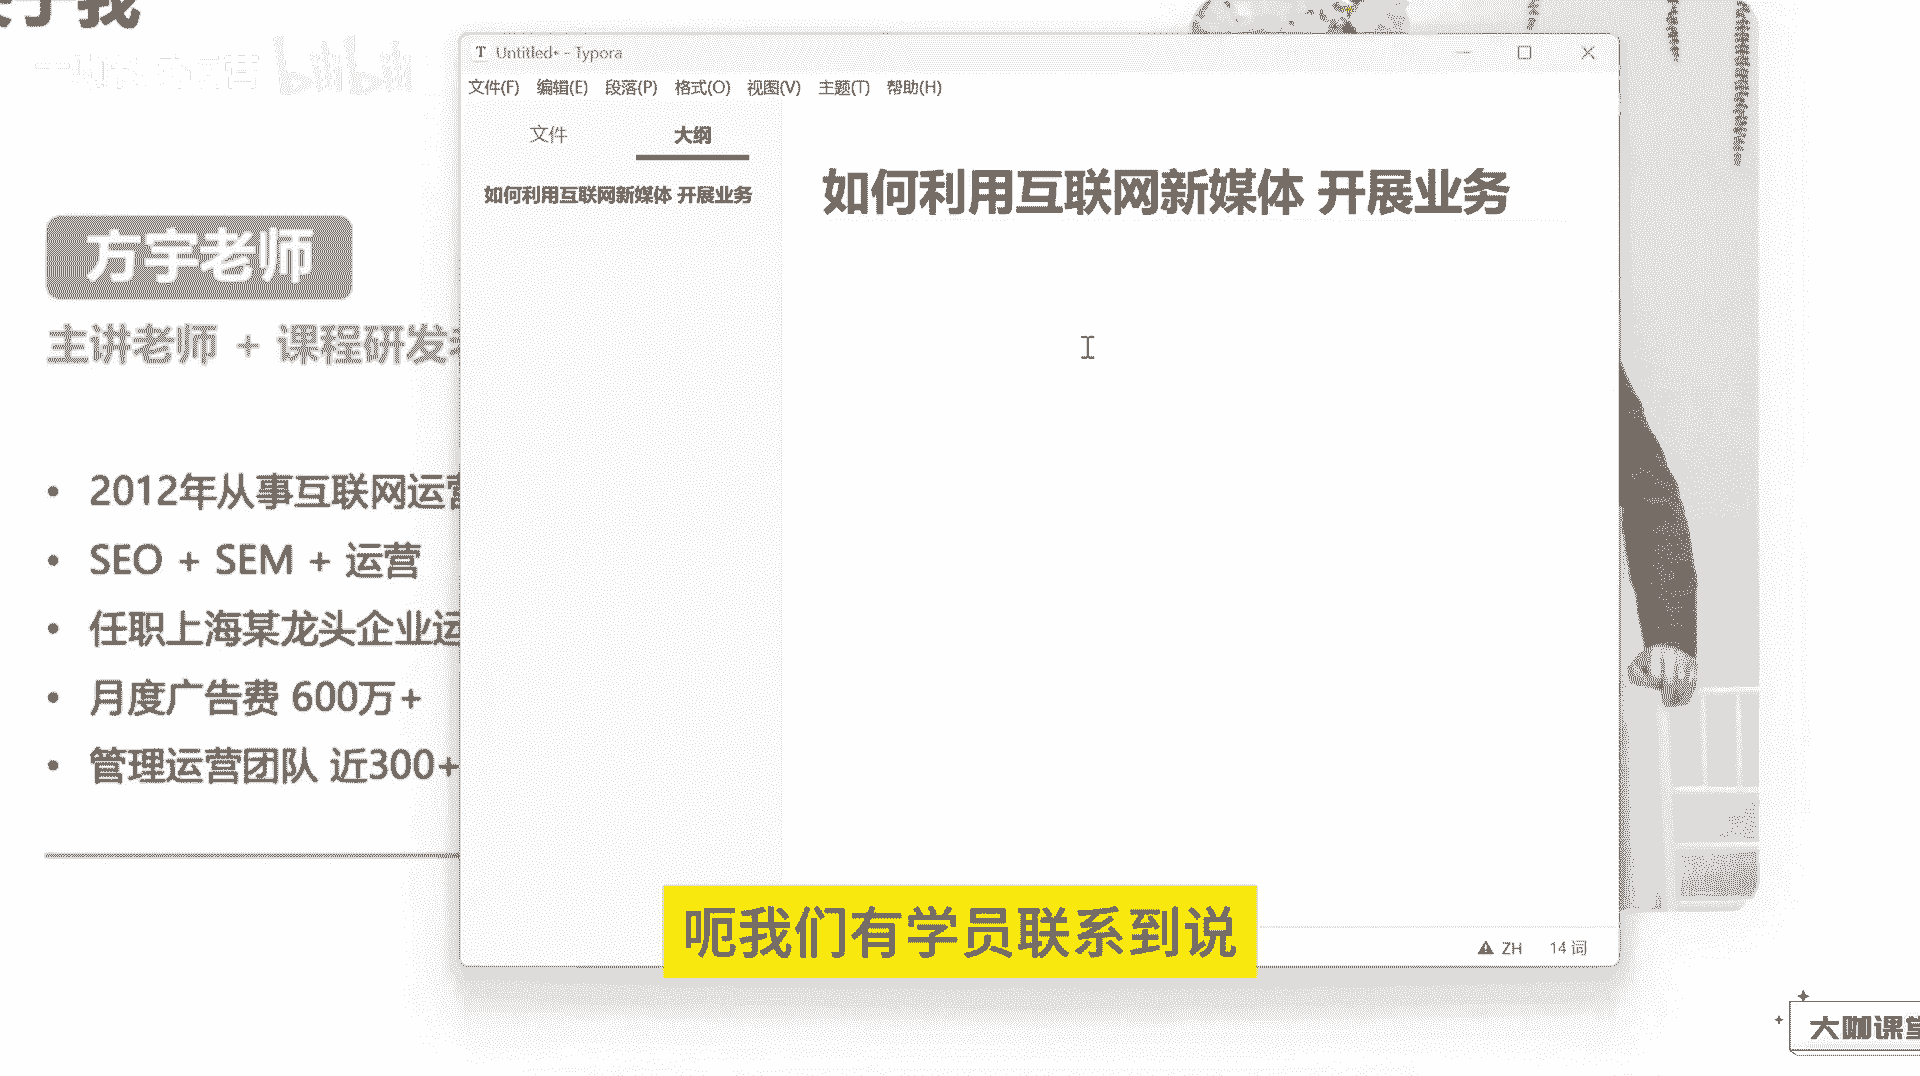 我
bilibili
Untitled• - Typora
文件(F) 编辑(E) 段落(P) 格式(O) 视图(V) 主题(T) 帮助(H)
文件 大纲
如何利用互联网新媒体 开展业务
如何利用互联网新媒体 开展业务
方宇老师
主讲老师 + 课程研发
2012年从事互联网运营
SEO + SEM + 运营
任职上海某龙头企业运
月度广告费 600万+
管理运营团队 近300+
呃我们有学员联系到说
ZH 14 词
大咖课堂